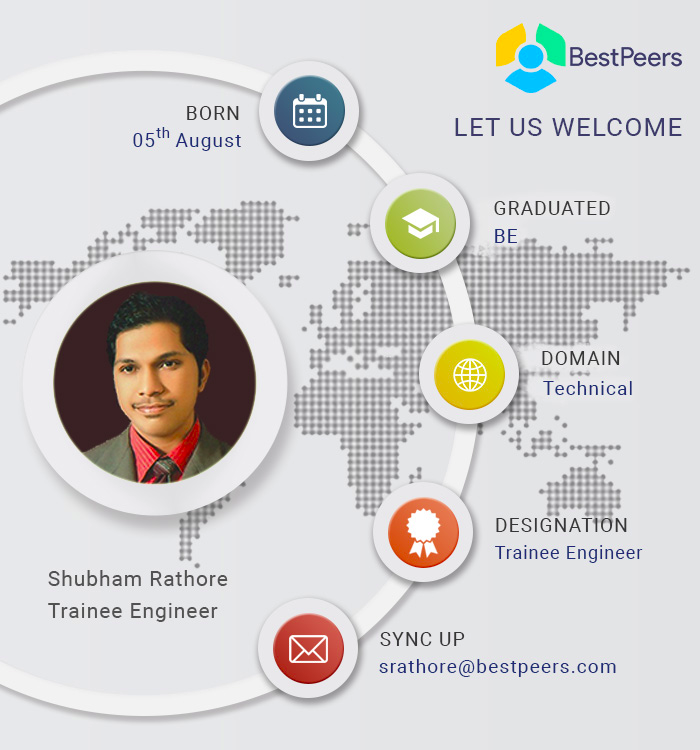 BestPeers
LET US WELCOME
BORN
05th August
GRADUATED
BE
DOMAIN
Technical
DESIGNATION
Trainee Engineer
Shubham Rathore
Trainee Engineer
SYNC UP
srathore@bestpeers.com